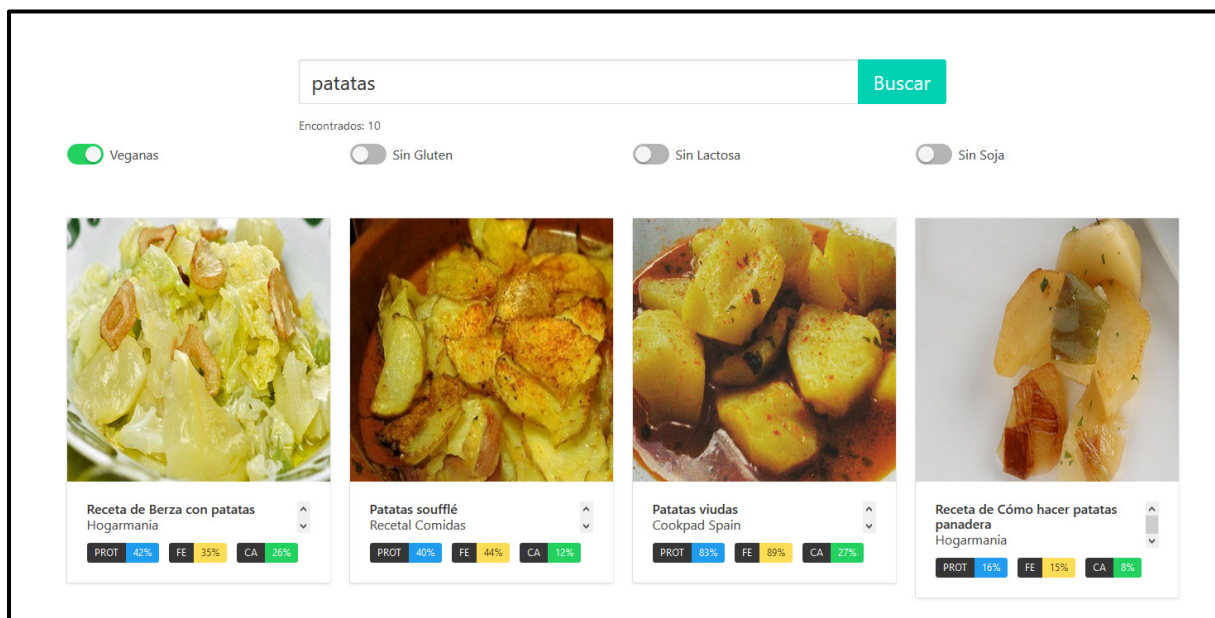 patatas
Buscar
Encontrados: 10
Veganas
Sin Gluten
Sin Lactosa
Sin Soja
Receta de Berza con patatas
Hogarmania
PROT 42% FE 35% CA 26%
Patatas soufflé
Recetal Comidas
PROT 40% FE 44% CA 12%
Patatas viudas
Cookpad Spain
PROT 83% FE 89% CA 27%
Receta de Cómo hacer patatas
panadera
Hogarmania
PROT 16% FE 15% CA 8%